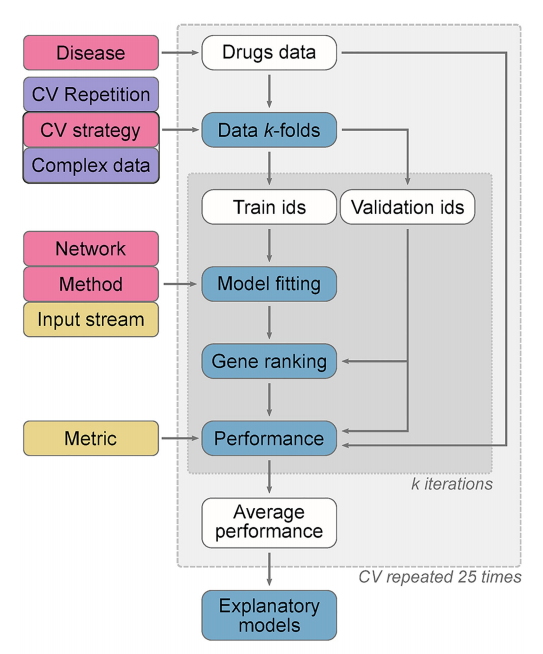 Disease
Drugs data
CV Repetition
CV strategy
Complex data
Data k-folds
Train ids
Validation ids
Network
Method
Input stream
Model fitting
Gene ranking
Metric
Performance
k iterations
Average
performance
CV repeated 25 times
Explanatory
models